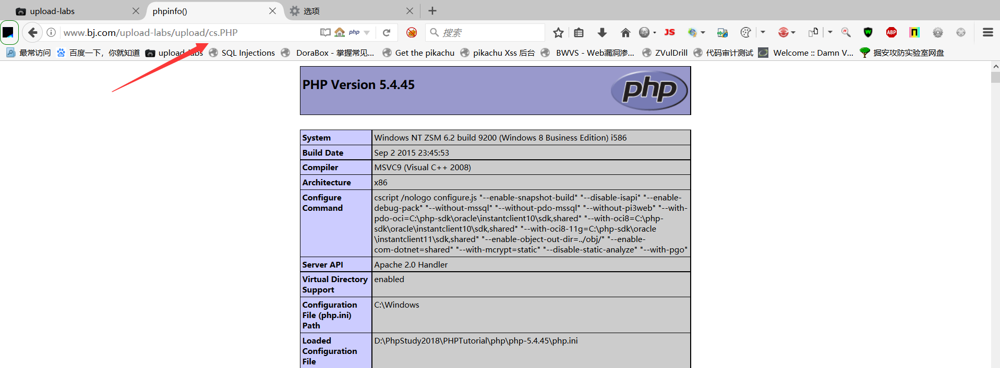 upload-labs
phpinfo()
选项
www.bj.com/upload-labs/upload/cs.PHP
php
搜索
JS
ABP
最常访问
百度一下，你就知道
upload-labs
SQL Injections
DoraBox - 掌握常见...
Get the pikachu
pikachu Xss 后台
BWVS - Web漏洞渗...
ZVulDrill
代码审计测试
Welcome :: Damn V...
掘安攻防实验室网盘
PHP Version 5.4.45
php
System Windows NT ZSM 6.2 build 9200 (Windows 8 Business Edition) i586
Build Date Sep 2 2015 23:45:53
Compiler MSVC9 (Visual C++ 2008)
Architecture x86
Configure
Command
cscript /nologo configure.js "--enable-snapshot-build" "--disable-isapi" "--enable-
debug-pack" "--without-mssql" "--without-pdo-mssql" "--without-pi3web" "--with-
pdo-oci=C:\php-sdk\oracle\instantclient10\sdk,shared" "--with-oci8=C:\php-
sdk\oracle\instantclient10\sdk,shared" "--with-oci8-11g=C:\php-sdk\oracle
\instantclient11\sdk,shared" "--enable-object-out-dir=../obj/" "--enable-
com-dotnet=shared" "--with-mcrypt=static" "--disable-static-analyze" "--with-pgo"
Server API Apache 2.0 Handler
Virtual Directory
Support
enabled
Configuration
File (php.ini)
Path
C:\Windows
Loaded
Configuration
File
D:\PhpStudy2018\PHPTutorial\php\php-5.4.45\php.ini